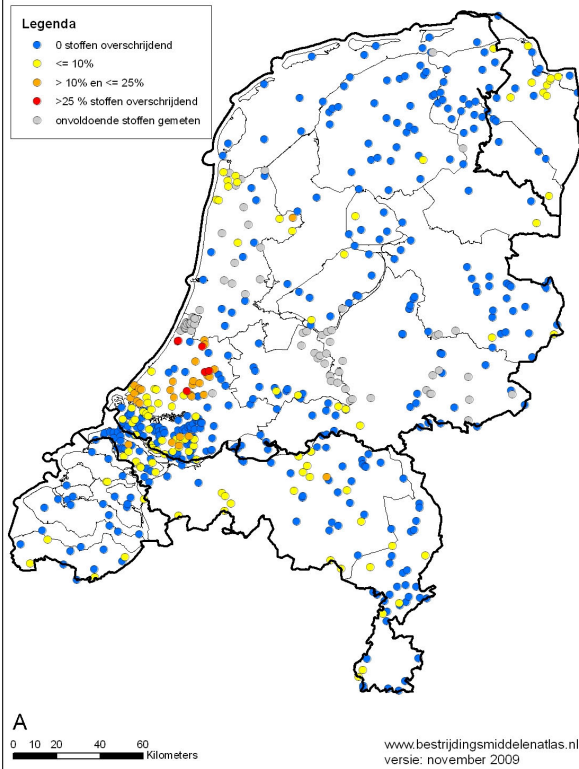 Legenda
0 stoffen overschrijdend
<= 10%
> 10% en <= 25%
>25 % stoffen overschrijdend
onvoldoende stoffen gemeten
A
0 10 20 40 60
Kilometers
www.bestrijdingsmiddelenatlas.nl
versie: november 2009